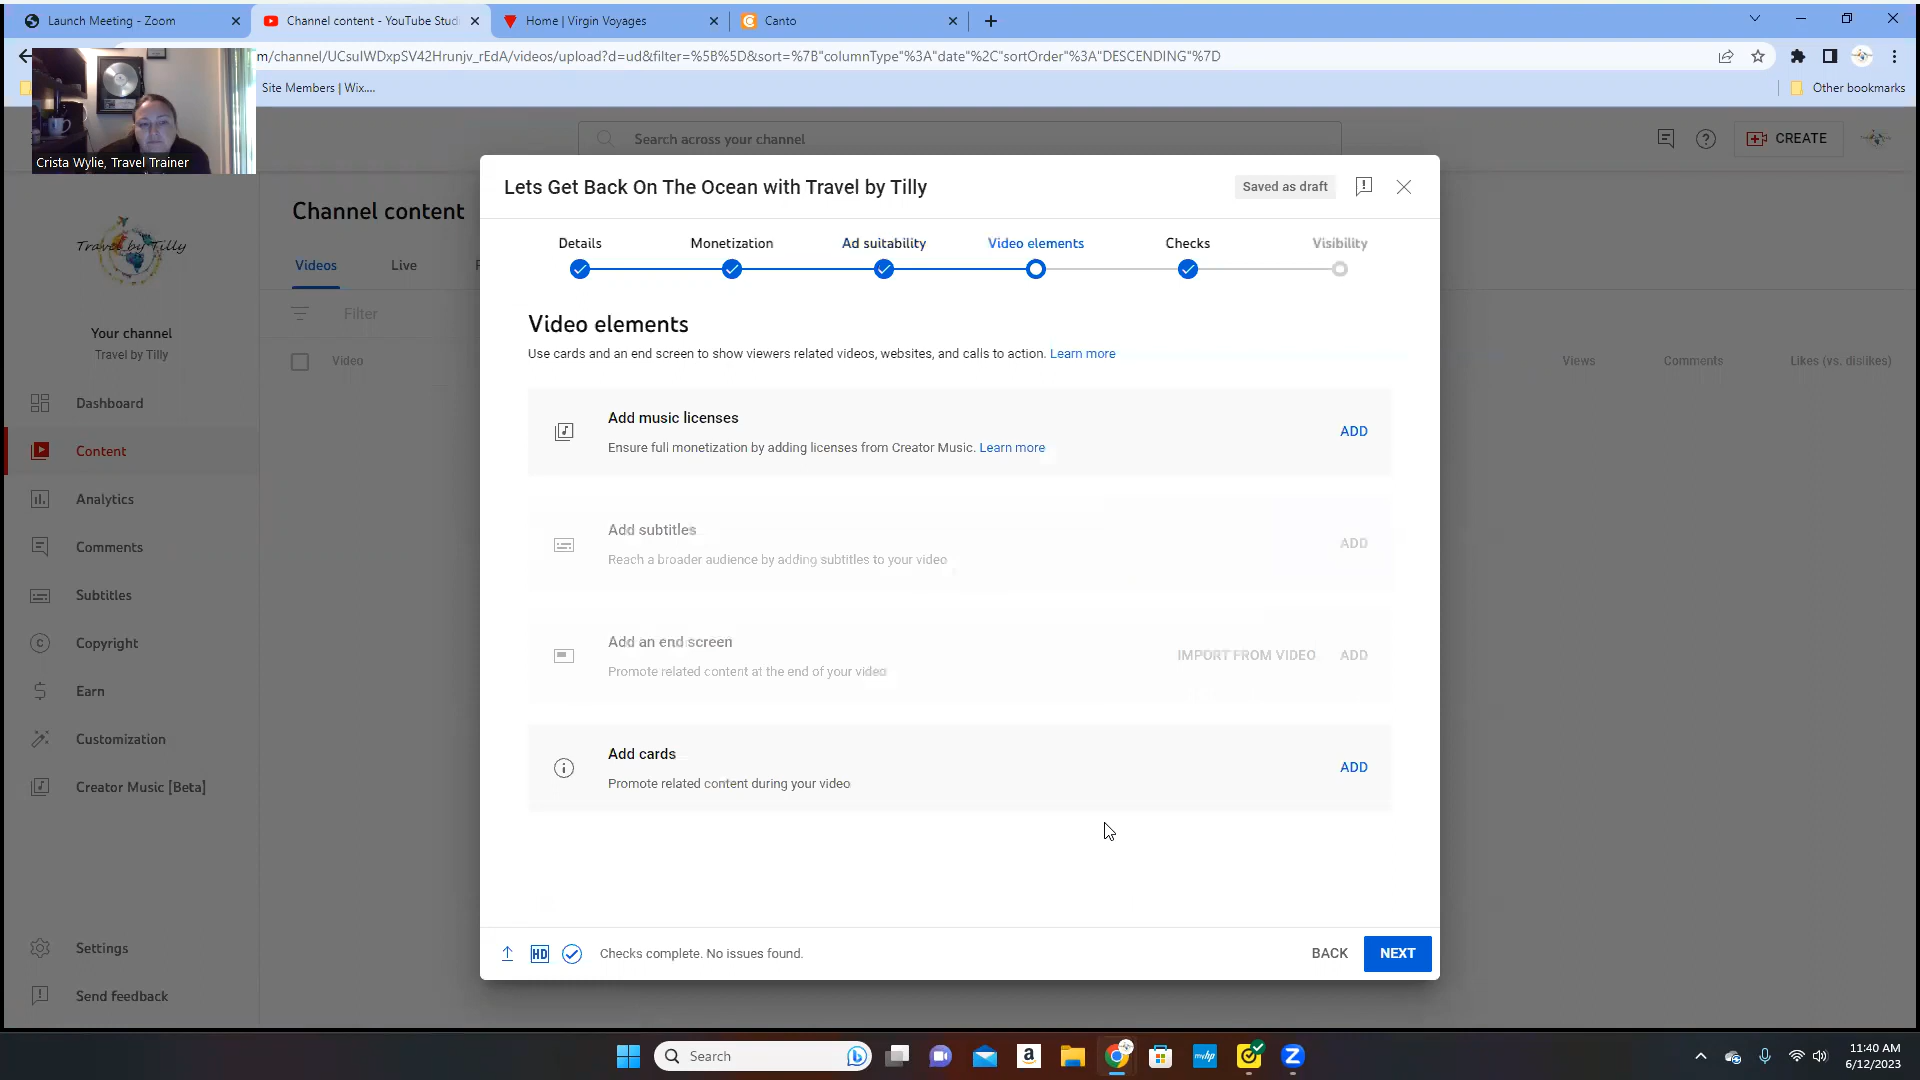 Launch Meeting - Zoom
Channel content - YouTube Studi
Home | Virgin Voyages
Canto
m/channel/UCsuIWDxpSV42Hrunjv_rEdA/videos/upload?d=ud&filter=%5B%5D&sort=%7B"columnType"%3A"date"%2C"sortOrder"%3A"DESCENDING"%7D
Site Members | Wix....
Other bookmarks
Crista Wylie, Travel Trainer
Search across your channel
CREATE
Travel by Tilly
Your channel
Travel by Tilly
Dashboard
Content
Analytics
Comments
Subtitles
Copyright
Earn
Customization
Creator Music [Beta]
Settings
Send feedback
Channel content
Videos
Live
Filter
Video
Views
Comments
Likes (vs. dislikes)
Lets Get Back On The Ocean with Travel by Tilly
Saved as draft
Details
Monetization
Ad suitability
Video elements
Checks
Visibility
Video elements
Use cards and an end screen to show viewers related videos, websites, and calls to action. Learn more
Add music licenses
Ensure full monetization by adding licenses from Creator Music. Learn more
ADD
Add subtitles
Reach a broader audience by adding subtitles to your video
ADD
Add an end screen
Promote related content at the end of your video
IMPORT FROM VIDEO
ADD
Add cards
Promote related content during your video
ADD
HD
Checks complete. No issues found.
BACK
NEXT
Search
11:40 AM
6/12/2023